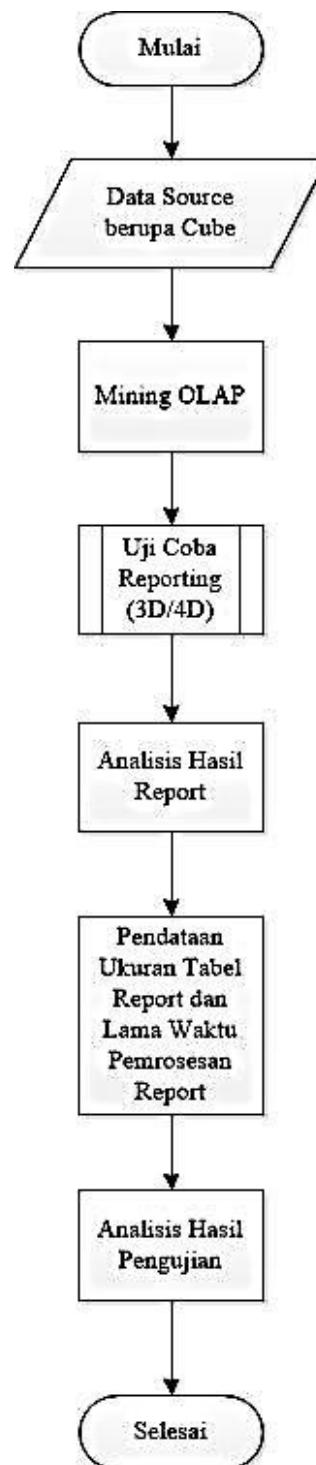 Mulai
Data Source
berupa Cube
Mining OLAP
Uji Coba
Reporting
(3D/4D)
Analisis Hasil
Report
Pendataan
Ukuran Tabel
Report dan
Lama Waktu
Pemrosesan
Report
Analisis Hasil
Pengujian
Selesai